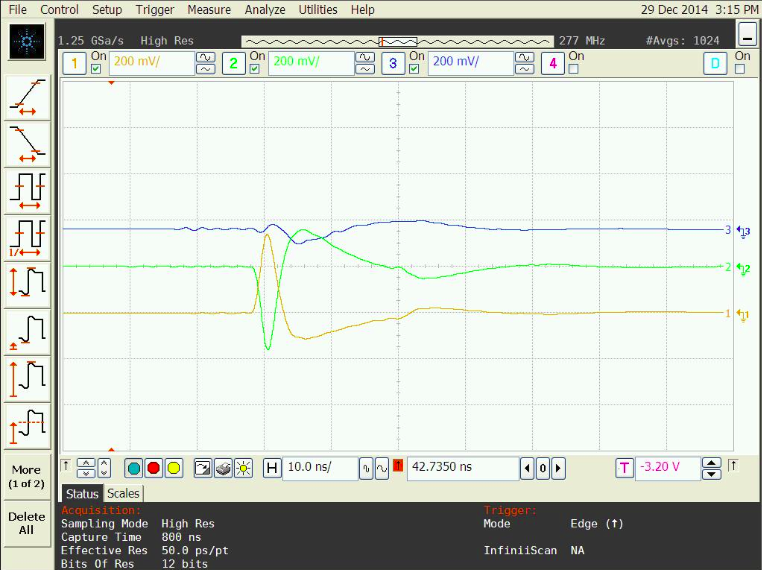 File Control Setup Trigger Measure Analyze Utilities Help 29 Dec 2014 3:15 PM
1.25 GSa/s High Res 277 MHz #Avgs: 1024
1 On 200 mV/ 2 On 200 mV/ 3 On 200 mV/ 4 On D On
3 3
2 2
1 1
1/
More
(1 of 2)
Delete
All
H 10.0 ns/ 42.7350 ns 0 T -3.20 V
Status Scales
Acquisition: Trigger:
Sampling Mode High Res Mode Edge (↑)
Capture Time 800 ns
Effective Res 50.0 ps/pt InfiniiScan NA
Bits Of Res 12 bits